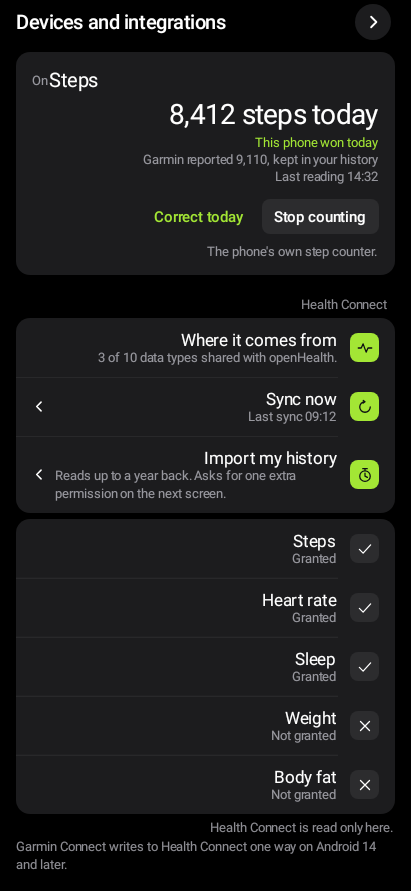 Devices and integrations
On Steps
8,412 steps today
This phone won today
Garmin reported 9,110, kept in your history
Last reading 14:32
Correct today
Stop counting
The phone's own step counter.
Health Connect
Where it comes from
3 of 10 data types shared with openHealth.
Sync now
Last sync 09:12
Import my history
Reads up to a year back. Asks for one extra
permission on the next screen.
Steps
Granted
Heart rate
Granted
Sleep
Granted
Weight
Not granted
Body fat
Not granted
Health Connect is read only here.
Garmin Connect writes to Health Connect one way on Android 14
and later.